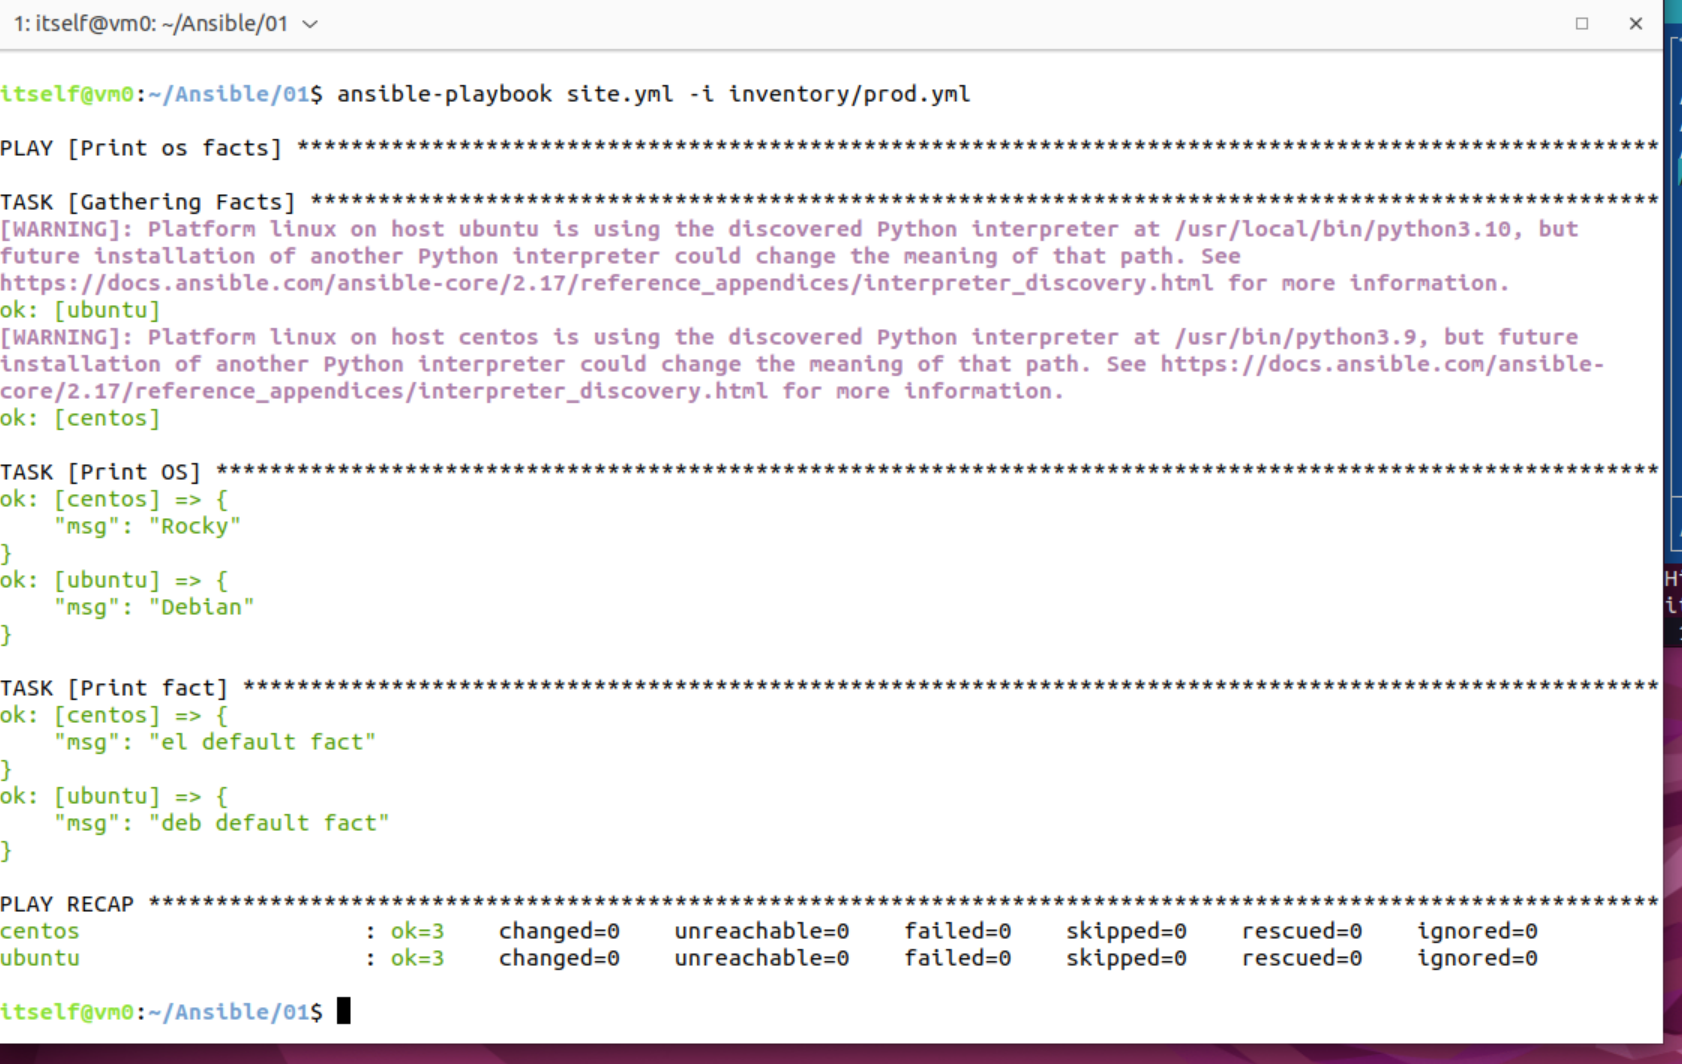 1: itself@vm0: ~/Ansible/01
itself@vm0:~/Ansible/01$ ansible-playbook site.yml -i inventory/prod.yml
PLAY [Print os facts] *****************************************************************************************************
TASK [Gathering Facts] ****************************************************************************************************
[WARNING]: Platform linux on host ubuntu is using the discovered Python interpreter at /usr/local/bin/python3.10, but
future installation of another Python interpreter could change the meaning of that path. See
https://docs.ansible.com/ansible-core/2.17/reference_appendices/interpreter_discovery.html for more information.
ok: [ubuntu]
[WARNING]: Platform linux on host centos is using the discovered Python interpreter at /usr/bin/python3.9, but future
installation of another Python interpreter could change the meaning of that path. See https://docs.ansible.com/ansible-
core/2.17/reference_appendices/interpreter_discovery.html for more information.
ok: [centos]
TASK [Print OS] ***********************************************************************************************************
ok: [centos] => {
    "msg": "Rocky"
}
ok: [ubuntu] => {
    "msg": "Debian"
}
TASK [Print fact] *********************************************************************************************************
ok: [centos] => {
    "msg": "el default fact"
}
ok: [ubuntu] => {
    "msg": "deb default fact"
}
PLAY RECAP ****************************************************************************************************************
centos                     : ok=3    changed=0    unreachable=0    failed=0    skipped=0    rescued=0    ignored=0
ubuntu                     : ok=3    changed=0    unreachable=0    failed=0    skipped=0    rescued=0    ignored=0
itself@vm0:~/Ansible/01$